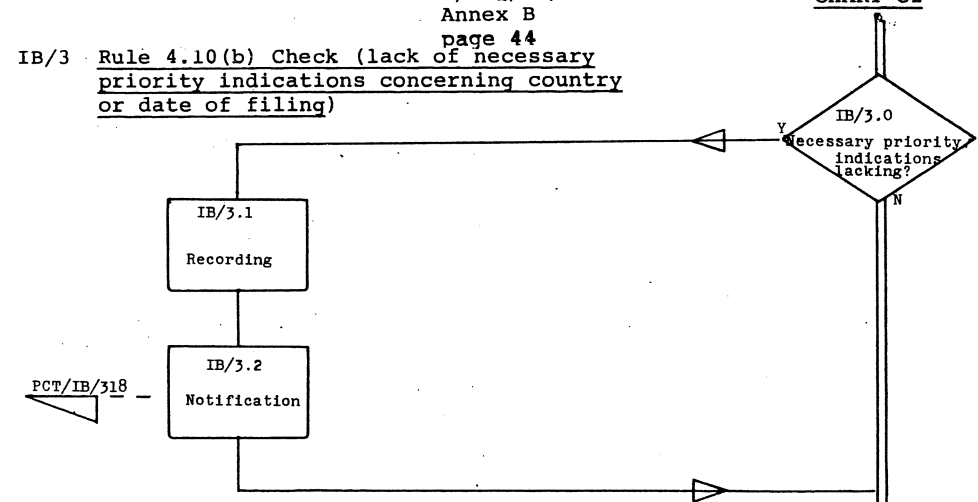 Annex B
page 44
IB/3 Rule 4.10(b) Check (lack of necessary
priority indications concerning country
or date of filing)
IB/3.0
Y
Necessary priority
indications
lacking?
N
IB/3.1
Recording
IB/3.2
Notification
PCT/IB/318